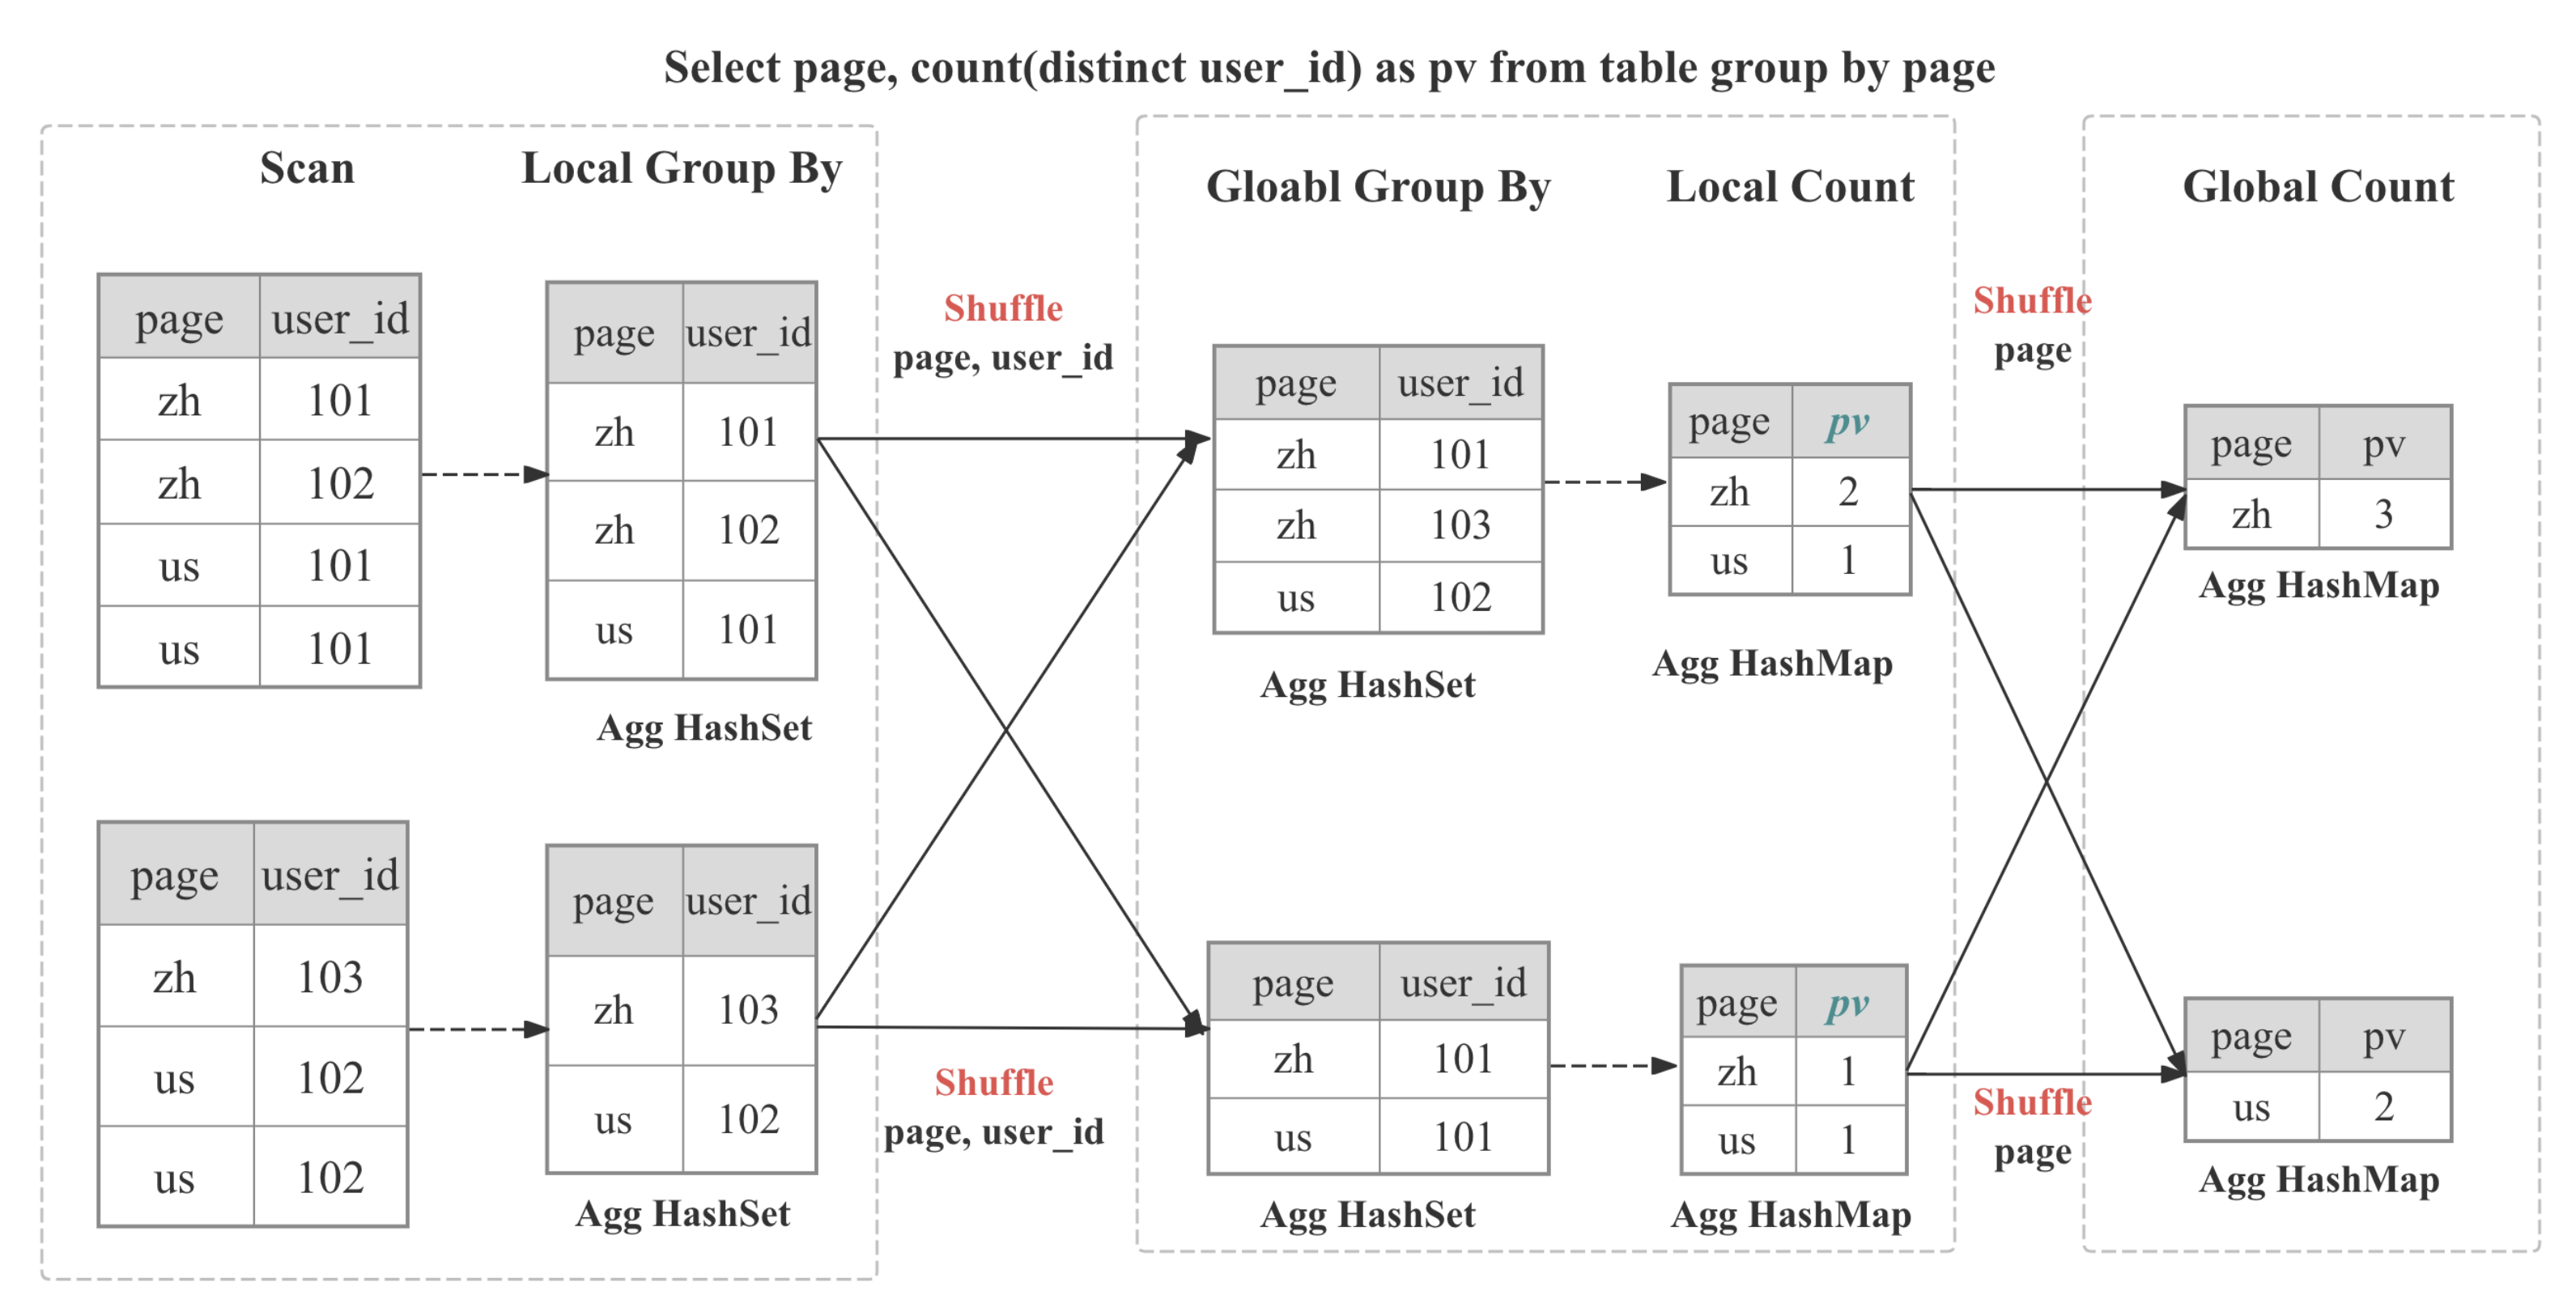 Select page, count(distinct user_id) as pv from table group by page
Scan
Local Group By
page user_id
zh 101
zh 102
us 101
us 101
page user_id
zh 101
zh 102
us 101
Agg HashSet
page user_id
zh 103
us 102
us 102
page user_id
zh 103
us 102
Agg HashSet
Shuffle
page, user_id
Shuffle
page, user_id
Gloabl Group By
Local Count
page user_id
zh 101
zh 103
us 102
Agg HashSet
page pv
zh 2
us 1
Agg HashMap
page user_id
zh 101
us 101
Agg HashSet
page pv
zh 1
us 1
Agg HashMap
Shuffle
page
Shuffle
page
Global Count
page pv
zh 3
Agg HashMap
page pv
us 2
Agg HashMap